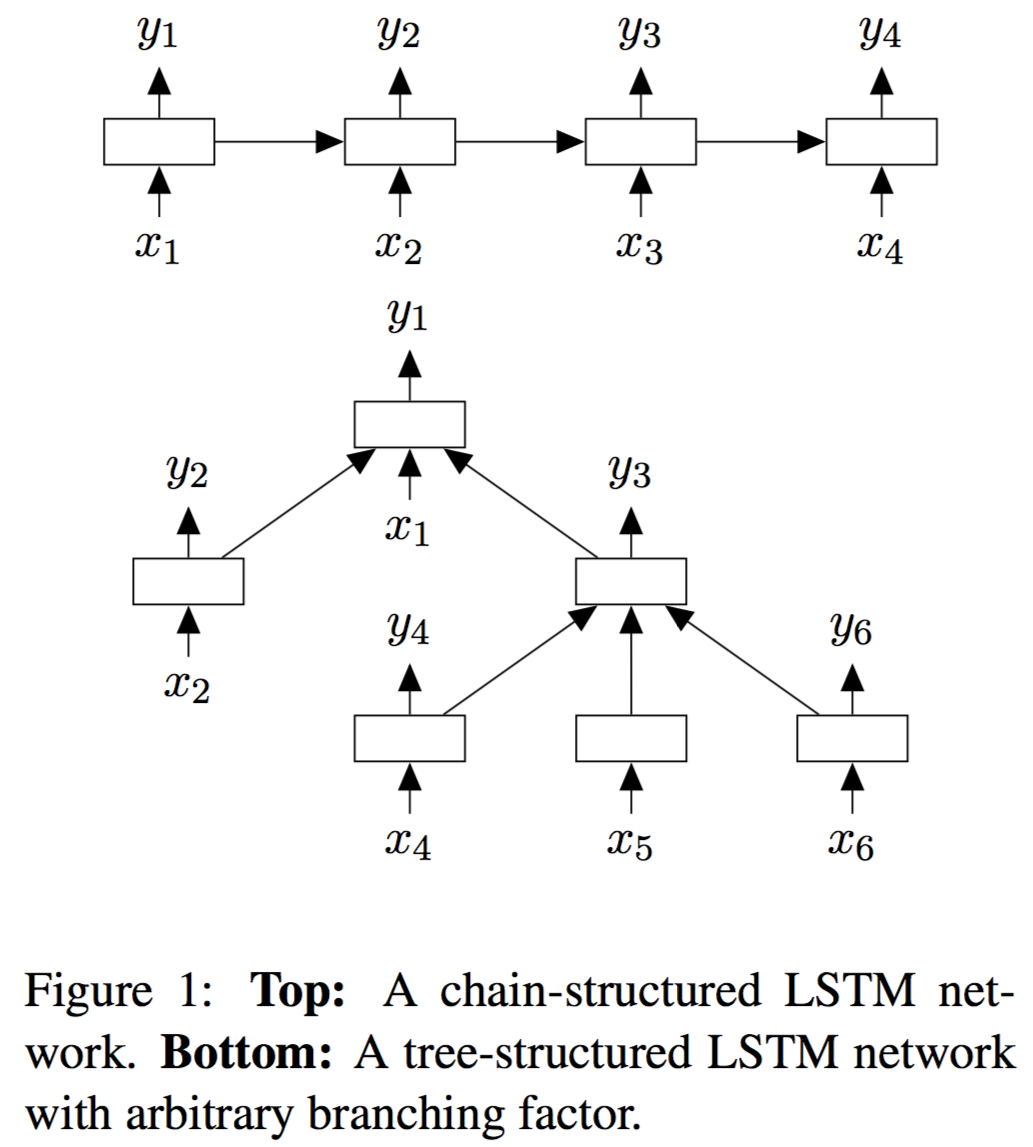 y1 y2 y3 y4
x1 x2 x3 x4
y1
y2 y3
x1
y4 y6
x2
x4 x5 x6
Figure 1: Top: A chain-structured LSTM net-
work. Bottom: A tree-structured LSTM network
with arbitrary branching factor.